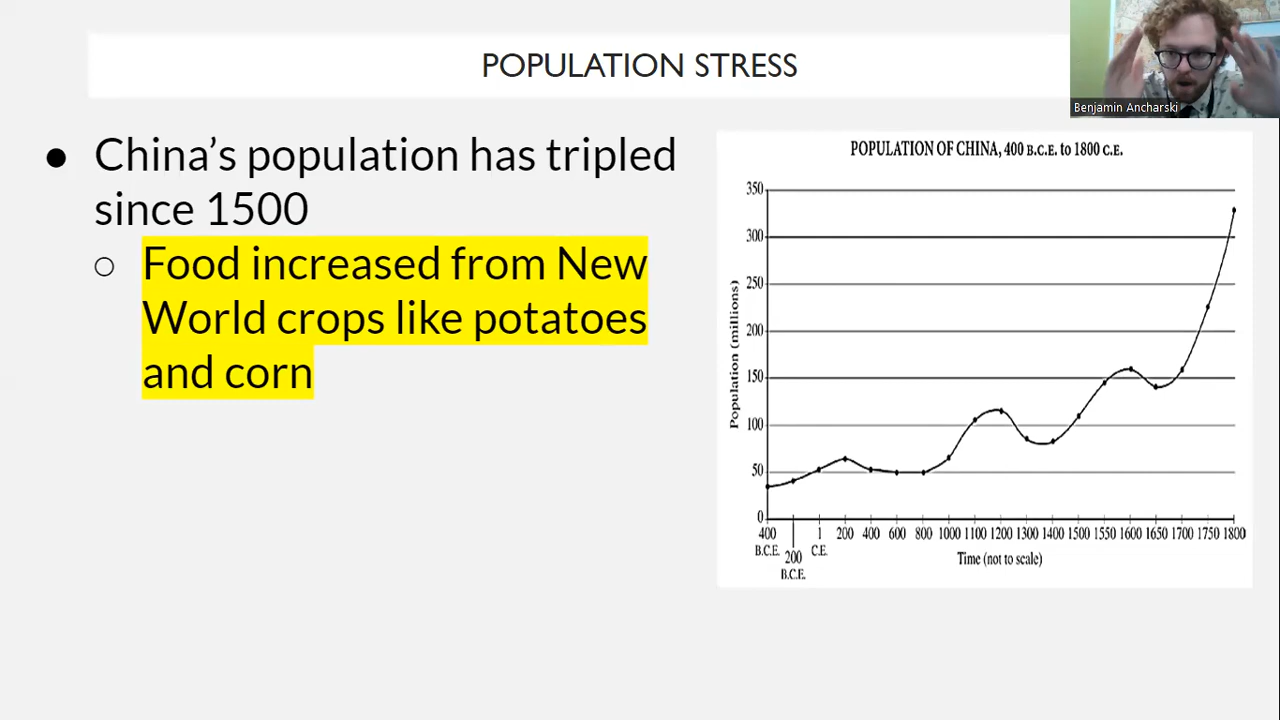 POPULATION STRESS
Benjamin Ancharski
● China’s population has tripled
since 1500
○ Food increased from New
World crops like potatoes
and corn
POPULATION OF CHINA, 400 B.C.E. to 1800 C.E.
Population (millions)
350
300
250
200
150
100
50
0
400 200 1 200 400 600 800 1000 1100 1200 1300 1400 1500 1550 1600 1650 1700 1750 1800
B.C.E. B.C.E. C.E.
Time (not to scale)